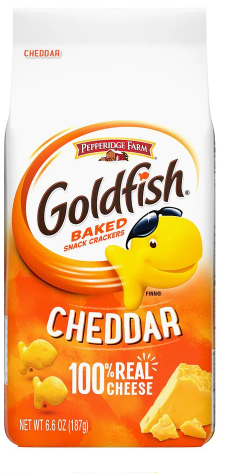 CHEDDAR
PEPPERIDGE FARM
Goldfish®
BAKED
SNACK CRACKERS
FINN®
CHEDDAR
100% REAL
CHEESE
NET WT 6.6 OZ (187g)